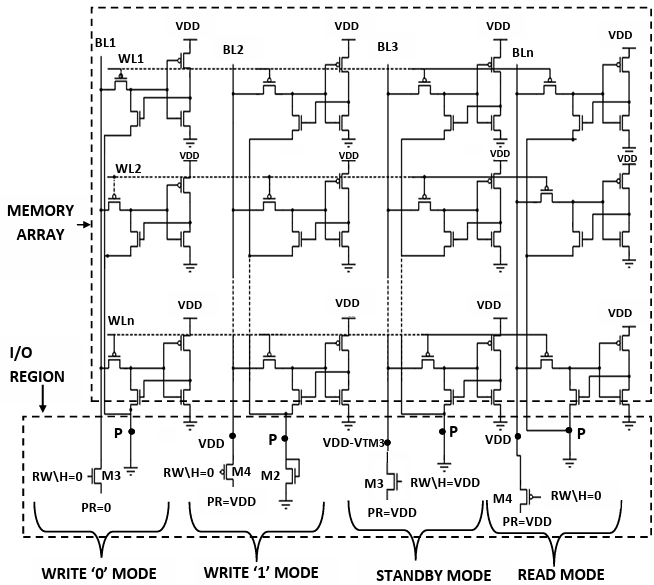 VDD
VDD
VDD
VDD
BL1
BL2
BL3
BLn
WL1
VDD
VDD
VDD
VDD
WL2
MEMORY
ARRAY
VDD
VDD
VDD
VDD
WLn
I/O
REGION
P
VDD
P
VDD-VTM3
P
VDD
P
RW\H=0
M3
RW\H=0
M4
M2
M3
RW\H=VDD
M4
RW\H=0
PR=0
PR=VDD
PR=VDD
PR=VDD
WRITE ‘0’ MODE
WRITE ‘1’ MODE
STANDBY MODE
READ MODE